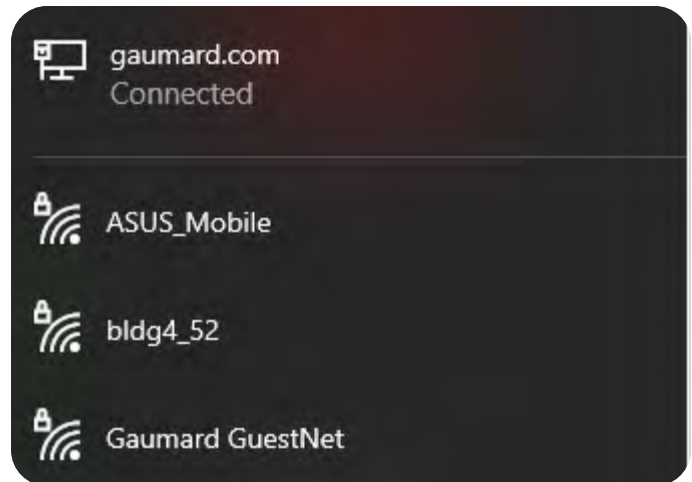 gaumard.com
Connected
ASUS_Mobile
bldg4_52
Gaumard GuestNet